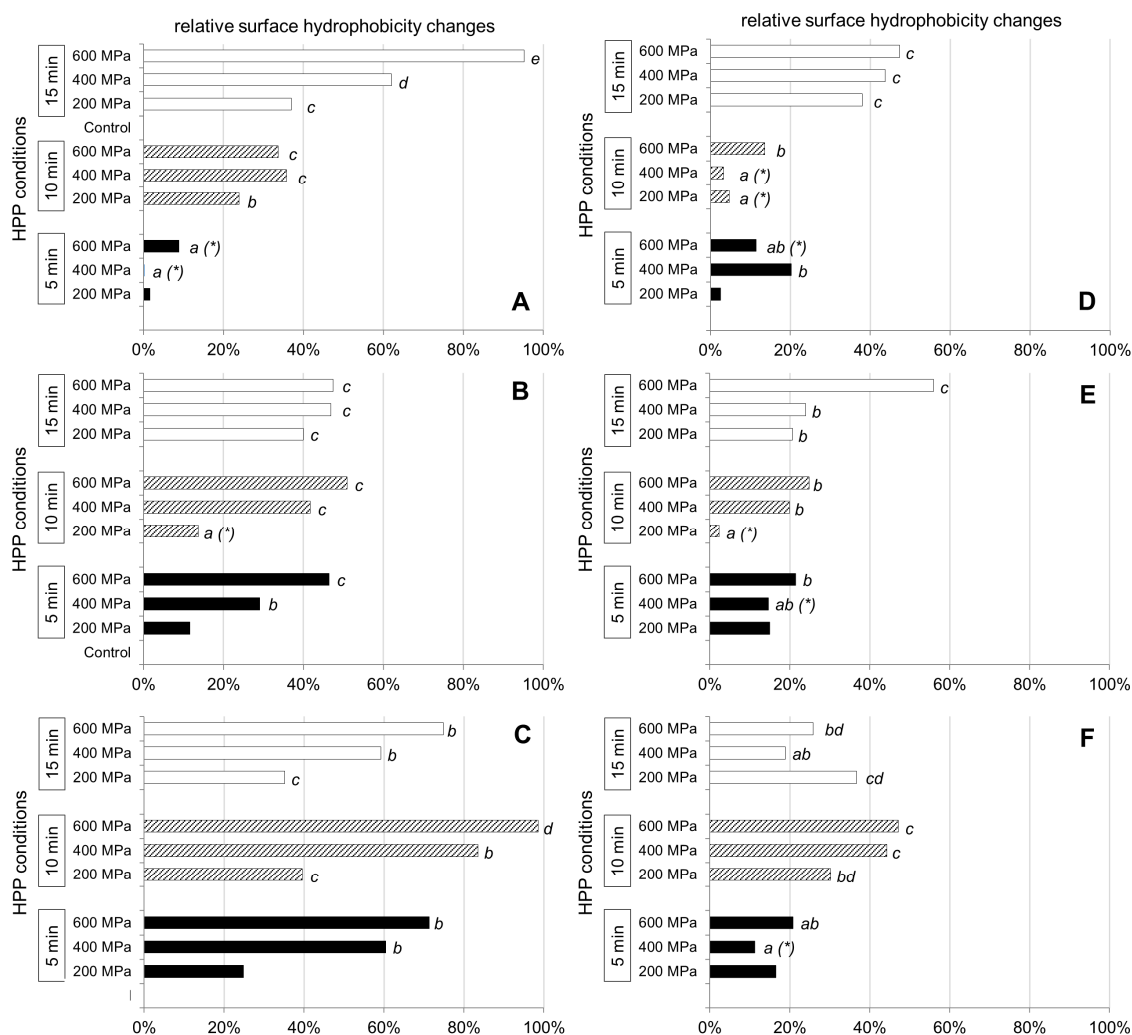 relative surface hydrophobicity changes
HPP conditions
15 min
600 MPa e
400 MPa d
200 MPa c
Control
10 min
600 MPa c
400 MPa c
200 MPa b
5 min
600 MPa a (*)
400 MPa a (*)
200 MPa
A
0% 20% 40% 60% 80% 100%
HPP conditions
15 min
600 MPa c
400 MPa c
200 MPa c
B
10 min
600 MPa c
400 MPa c
200 MPa a (*)
5 min
600 MPa c
400 MPa b
200 MPa
Control
0% 20% 40% 60% 80% 100%
HPP conditions
15 min
600 MPa b
400 MPa b
200 MPa c
C
10 min
600 MPa d
400 MPa b
200 MPa c
5 min
600 MPa b
400 MPa b
200 MPa
0% 20% 40% 60% 80% 100%
relative surface hydrophobicity changes
HPP conditions
15 min
600 MPa c
400 MPa c
200 MPa c
10 min
600 MPa b
400 MPa a (*)
200 MPa a (*)
5 min
600 MPa ab (*)
400 MPa b
200 MPa
D
0% 20% 40% 60% 80% 100%
HPP conditions
15 min
600 MPa c
400 MPa b
200 MPa b
E
10 min
600 MPa b
400 MPa b
200 MPa a (*)
5 min
600 MPa b
400 MPa ab (*)
200 MPa
0% 20% 40% 60% 80% 100%
HPP conditions
15 min
600 MPa bd
400 MPa ab
200 MPa cd
F
10 min
600 MPa c
400 MPa c
200 MPa bd
5 min
600 MPa ab
400 MPa a (*)
200 MPa
0% 20% 40% 60% 80% 100%